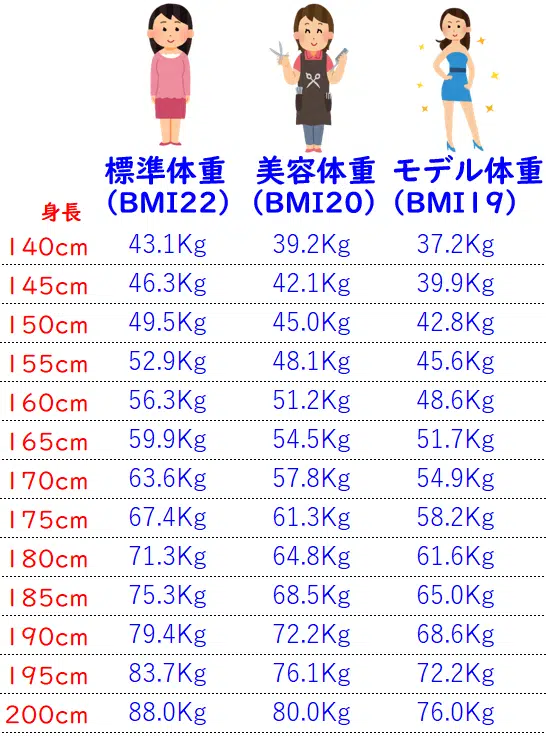 標準体重 美容体重 モデル体重
身長 (BMI22) (BMI20) (BMI19)
140cm 43.1Kg 39.2Kg 37.2Kg
145cm 46.3Kg 42.1Kg 39.9Kg
150cm 49.5Kg 45.0Kg 42.8Kg
155cm 52.9Kg 48.1Kg 45.6Kg
160cm 56.3Kg 51.2Kg 48.6Kg
165cm 59.9Kg 54.5Kg 51.7Kg
170cm 63.6Kg 57.8Kg 54.9Kg
175cm 67.4Kg 61.3Kg 58.2Kg
180cm 71.3Kg 64.8Kg 61.6Kg
185cm 75.3Kg 68.5Kg 65.0Kg
190cm 79.4Kg 72.2Kg 68.6Kg
195cm 83.7Kg 76.1Kg 72.2Kg
200cm 88.0Kg 80.0Kg 76.0Kg